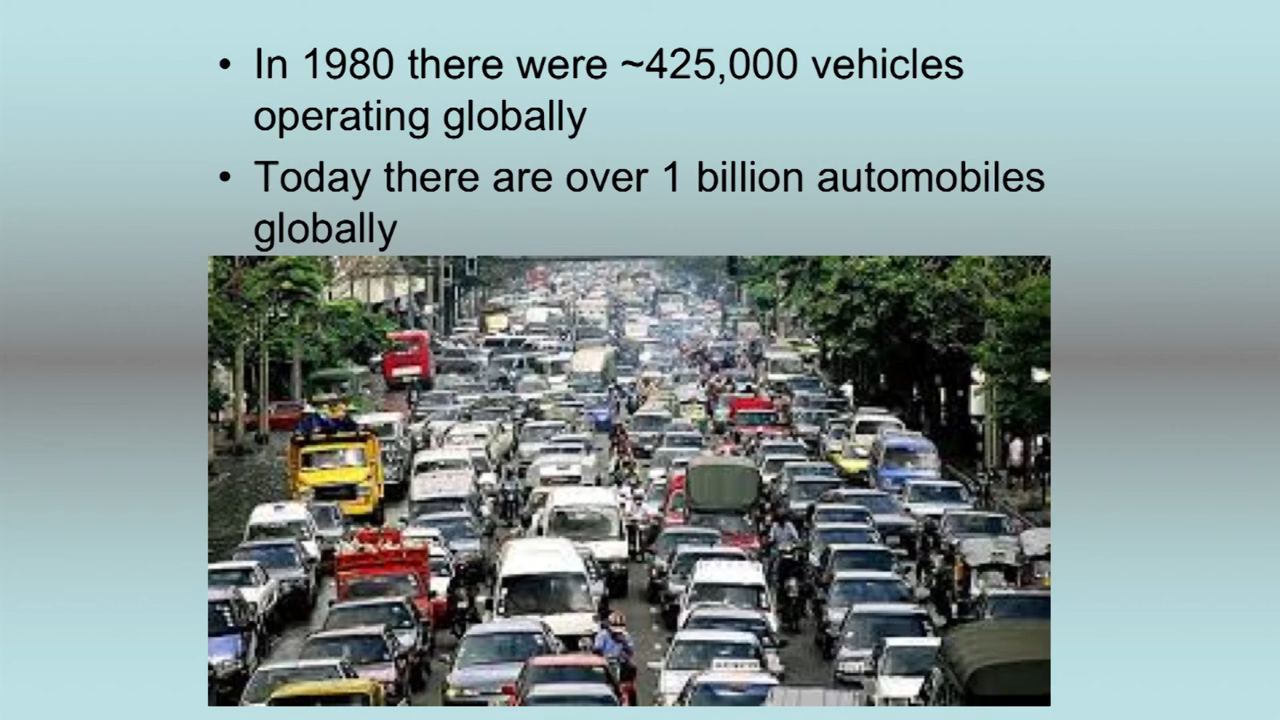 • In 1980 there were ~425,000 vehicles
operating globally
• Today there are over 1 billion automobiles
globally